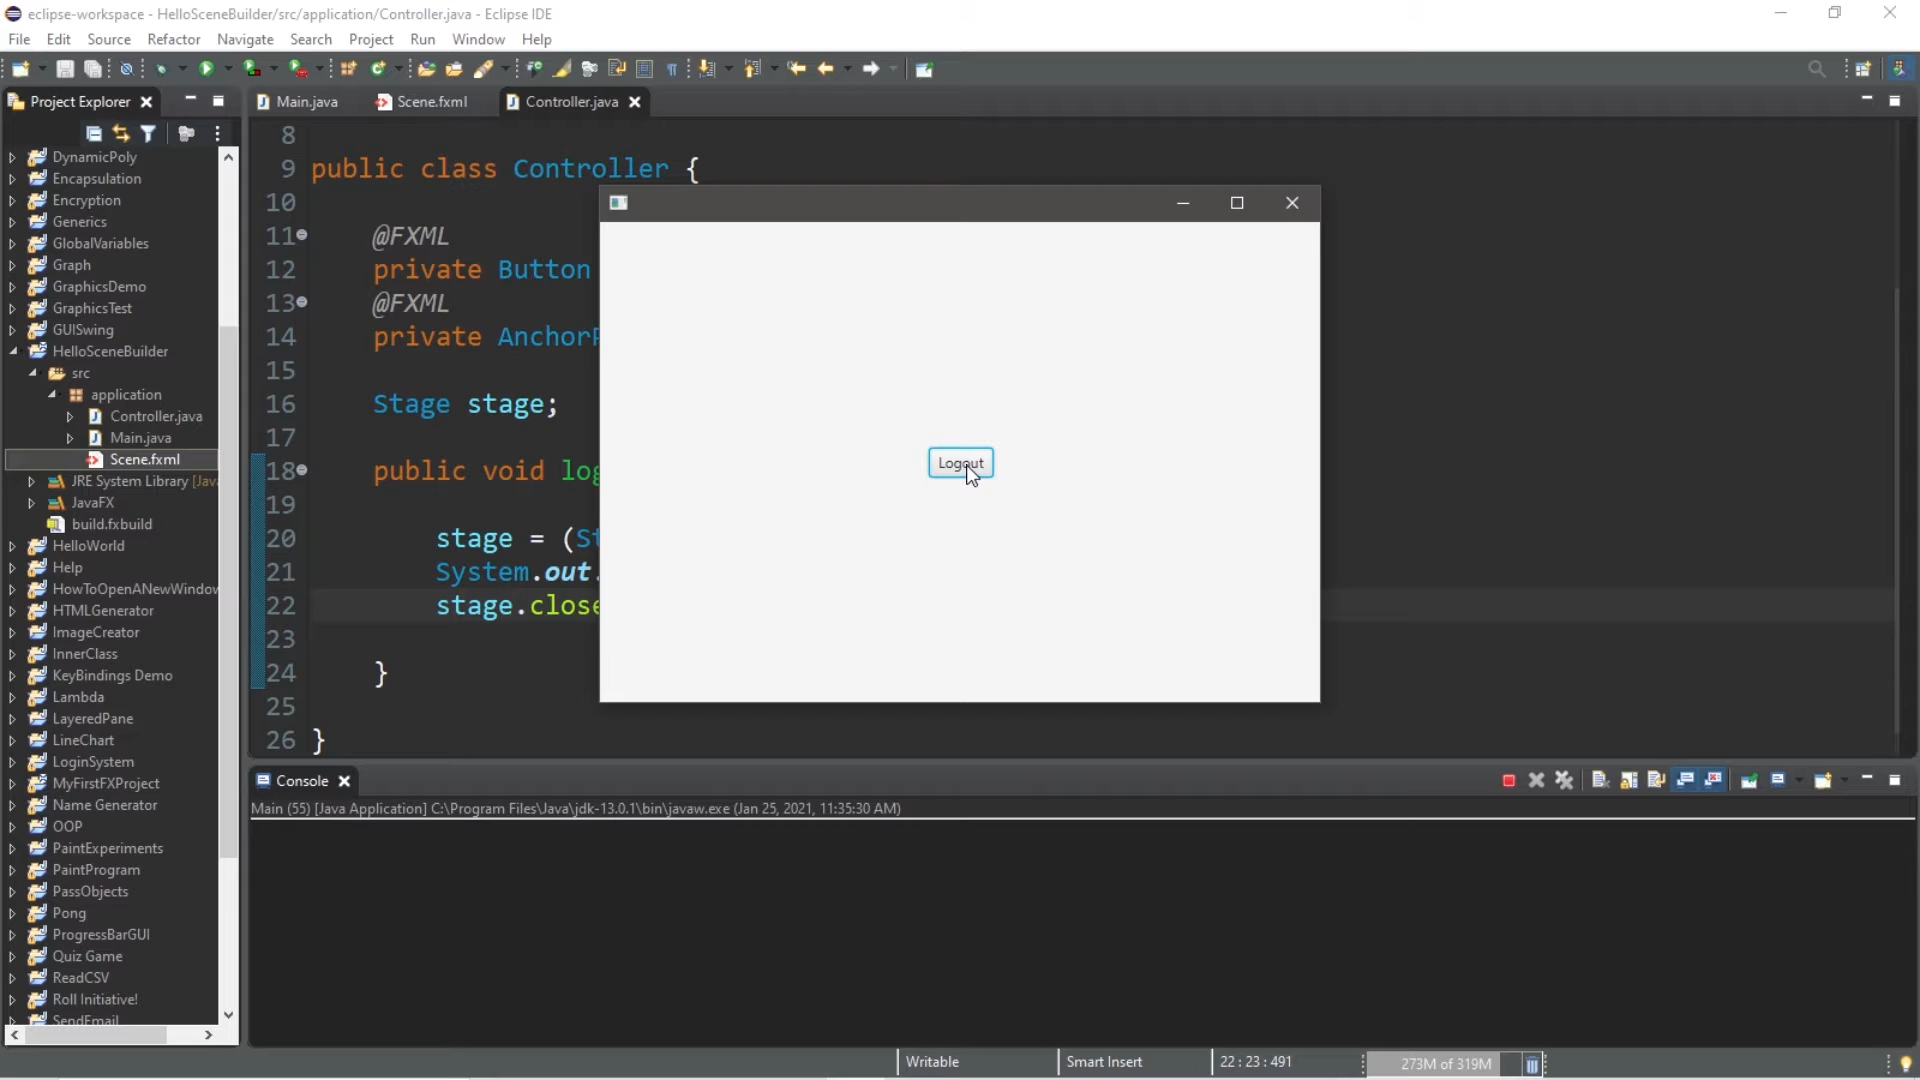 eclipse-workspace - HelloSceneBuilder/src/application/Controller.java - Eclipse IDE
File Edit Source Refactor Navigate Search Project Run Window Help
Project Explorer
DynamicPoly
Encapsulation
Encryption
Generics
GlobalVariables
Graph
GraphicsDemo
GraphicsTest
GUISwing
HelloSceneBuilder
src
application
Controller.java
Main.java
Scene.fxml
JRE System Library [Java
JavaFX
build.fxbuild
HelloWorld
Help
HowToOpenANewWindow
HTMLGenerator
ImageCreator
InnerClass
KeyBindings Demo
Lambda
LayeredPane
LineChart
LoginSystem
MyFirstFXProject
Name Generator
OOP
PaintExperiments
PaintProgram
PassObjects
Pong
ProgressBarGUI
Quiz Game
ReadCSV
Roll Initiative!
SendEmail
Main.java Scene.fxml Controller.java
8
9 public class Controller {
10
11 @FXML
12 private Button
13 @FXML
14 private AnchorP
15
16 Stage stage;
17
18 public void log
19
20 stage = (St
21 System.out.
22 stage.close
23
24 }
25
26 }
Logout
Console
Main (55) [Java Application] C:\Program Files\Java\jdk-13.0.1\bin\javaw.exe (Jan 25, 2021, 11:35:30 AM)
Writable Smart Insert 22 : 23 : 491 273M of 319M